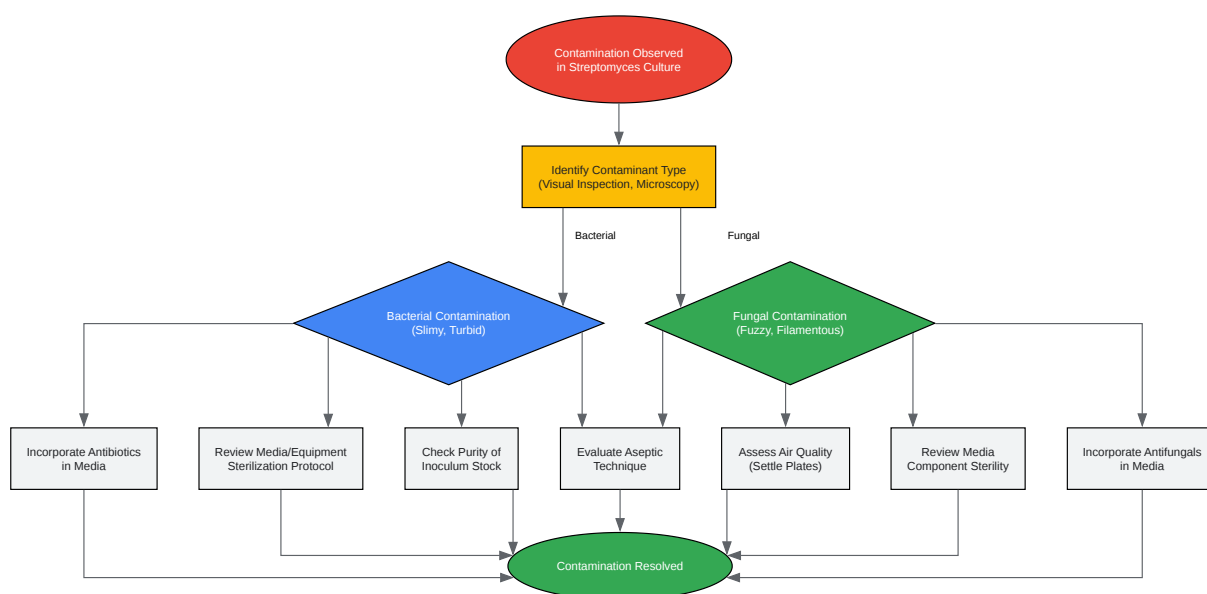 Contamination Observed
in Streptomyces Culture
Identify Contaminant Type
(Visual Inspection, Microscopy)
Bacterial
Fungal
Bacterial Contamination
(Slimy, Turbid)
Fungal Contamination
(Fuzzy, Filamentous)
Incorporate Antibiotics
in Media
Review Media/Equipment
Sterilization Protocol
Check Purity of
Inoculum Stock
Evaluate Aseptic
Technique
Assess Air Quality
(Settle Plates)
Review Media
Component Sterility
Incorporate Antifungals
in Media
Contamination Resolved